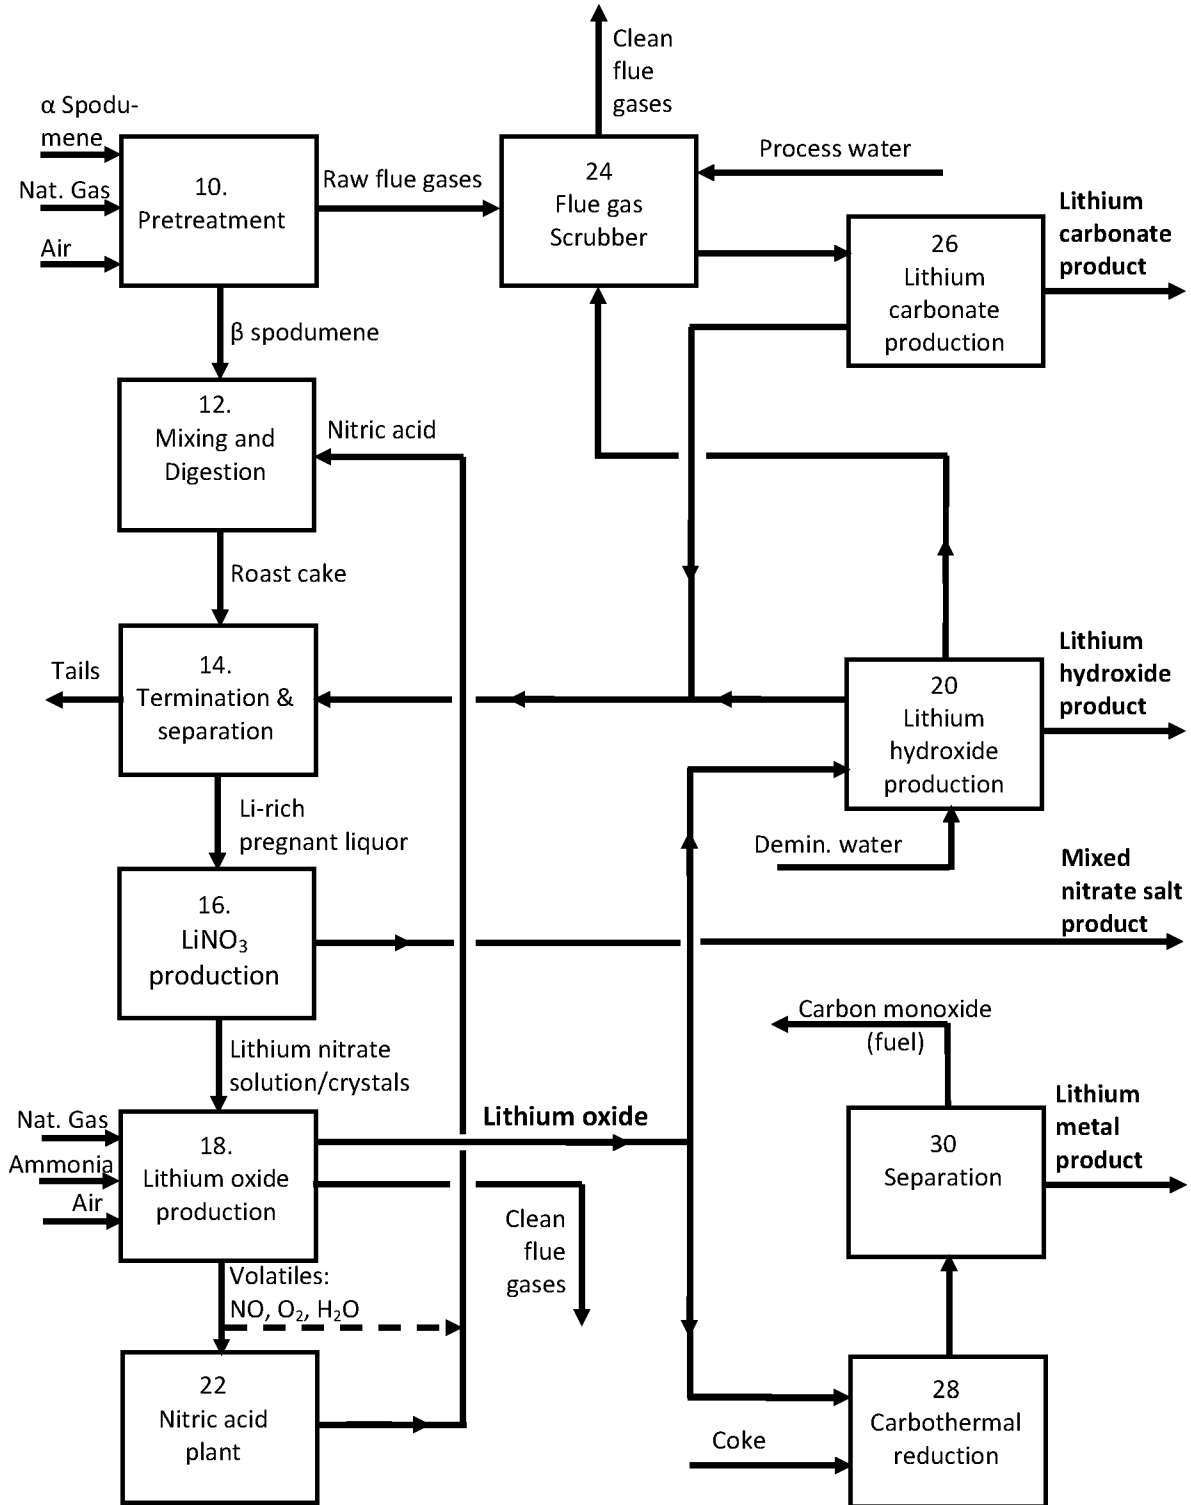 Clean
flue
gases
α Spodu-
mene
Nat. Gas
Air
10.
Pretreatment
Raw flue gases
24
Flue gas
Scrubber
Process water
26
Lithium
carbonate
production
Lithium
carbonate
product
β spodumene
12.
Mixing and
Digestion
Nitric acid
Roast cake
Tails
14.
Termination &
separation
20
Lithium
hydroxide
production
Lithium
hydroxide
product
Li-rich
pregnant liquor
Demin. water
16.
LiNO₃
production
Mixed
nitrate salt
product
Carbon monoxide
(fuel)
Lithium nitrate
solution/crystals
Nat. Gas
Ammonia
Air
18.
Lithium oxide
production
Lithium oxide
Clean
flue
gases
30
Separation
Lithium
metal
product
Volatiles:
NO, O₂, H₂O
22
Nitric acid
plant
Coke
28
Carbothermal
reduction